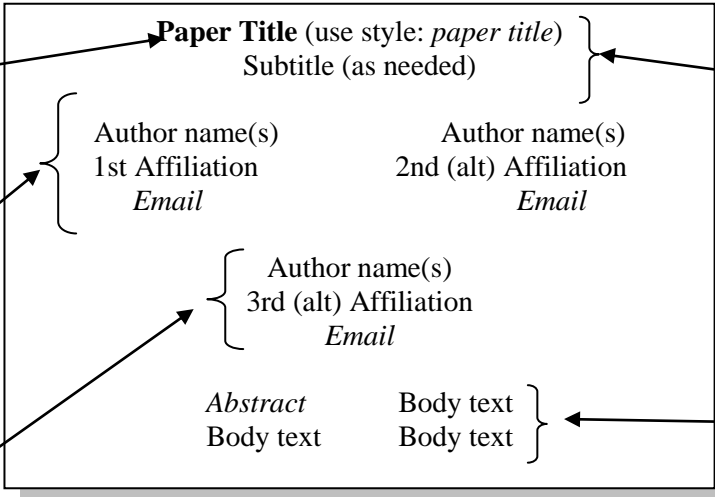 Paper Title (use style: paper title)
Subtitle (as needed)
Author name(s)
1st Affiliation
Email
Author name(s)
2nd (alt) Affiliation
Email
Author name(s)
3rd (alt) Affiliation
Email
Abstract
Body text
Body text
Body text